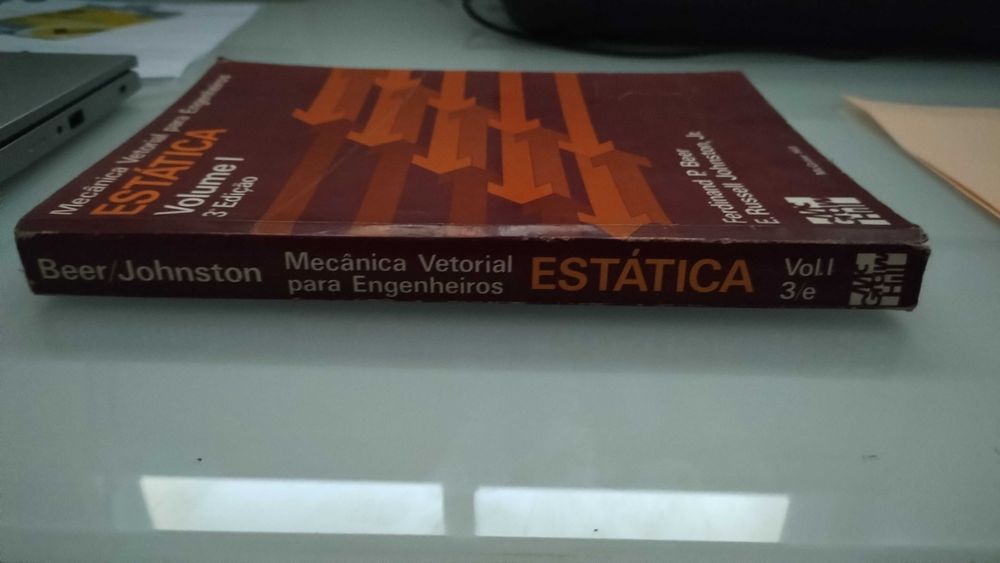 Mecânica Vetorial para Engenheiros
ESTÁTICA
Volume I
3ª Edição
Ferdinand P. Beer
E. Russell Johnston, Jr.
Beer/Johnston
Mecânica Vetorial
para Engenheiros
ESTÁTICA
Vol. I
3/e